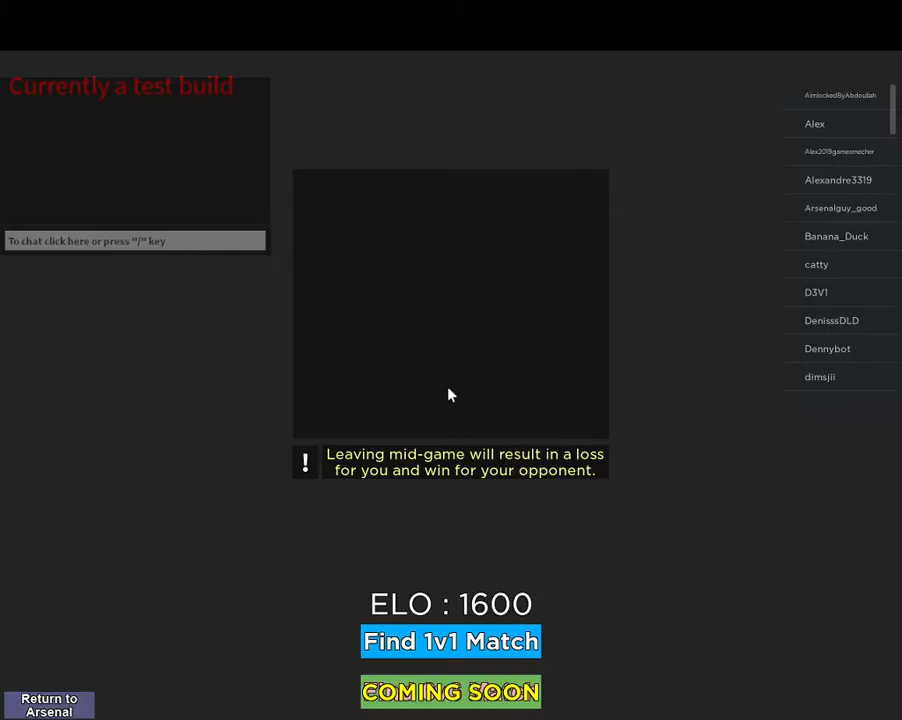 Currently a test build
To chat click here or press "/" key
AimlockedByAbdoullah
Alex
Alex2019gamesmecher
Alexandre3319
Arsenalguy_good
Banana_Duck
catty
D3V1
DenisssDLD
Dennybot
dimsjii
!
Leaving mid-game will result in a loss
for you and win for your opponent.
ELO : 1600
Find 1v1 Match
COMING SOON
Return to
Arsenal